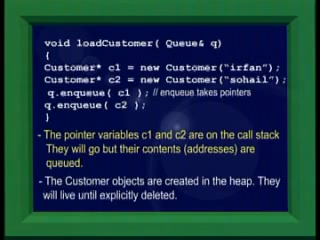 void loadCustomer( Queue& q)
{
Customer* c1 = new Customer("irfan");
Customer* c2 = new Customer("sohail");
q.enqueue( c1 ); // enqueue takes pointers
q.enqueue( c2 );
}
- The pointer variables c1 and c2 are on the call stack
They will go but their contents (addresses) are
queued.
- The Customer objects are created in the heap. They
will live until explicitly deleted.